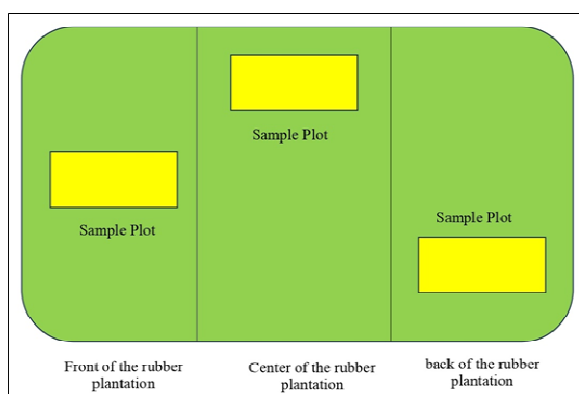 Sample Plot
Sample Plot
Sample Plot
Front of the rubber
plantation
Center of the rubber
plantation
back of the rubber
plantation